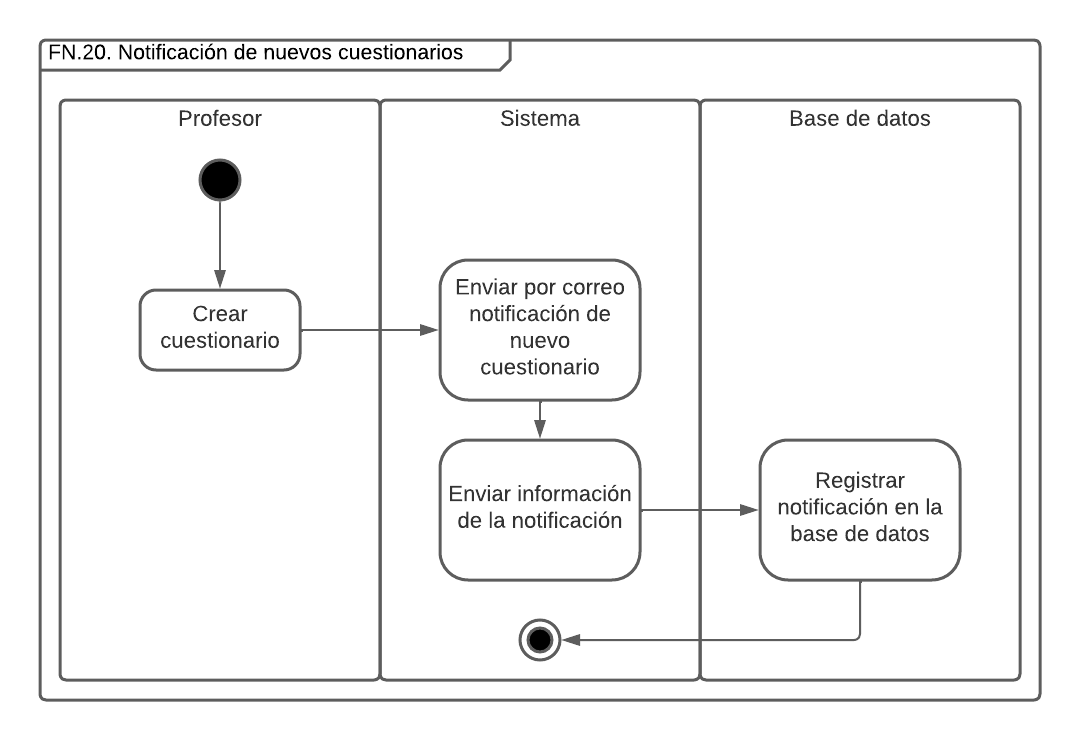 FN.20. Notificación de nuevos cuestionarios
Profesor
Sistema
Base de datos
Crear
cuestionario
Enviar por correo
notificación de
nuevo
cuestionario
Enviar información
de la notificación
Registrar
notificación en la
base de datos